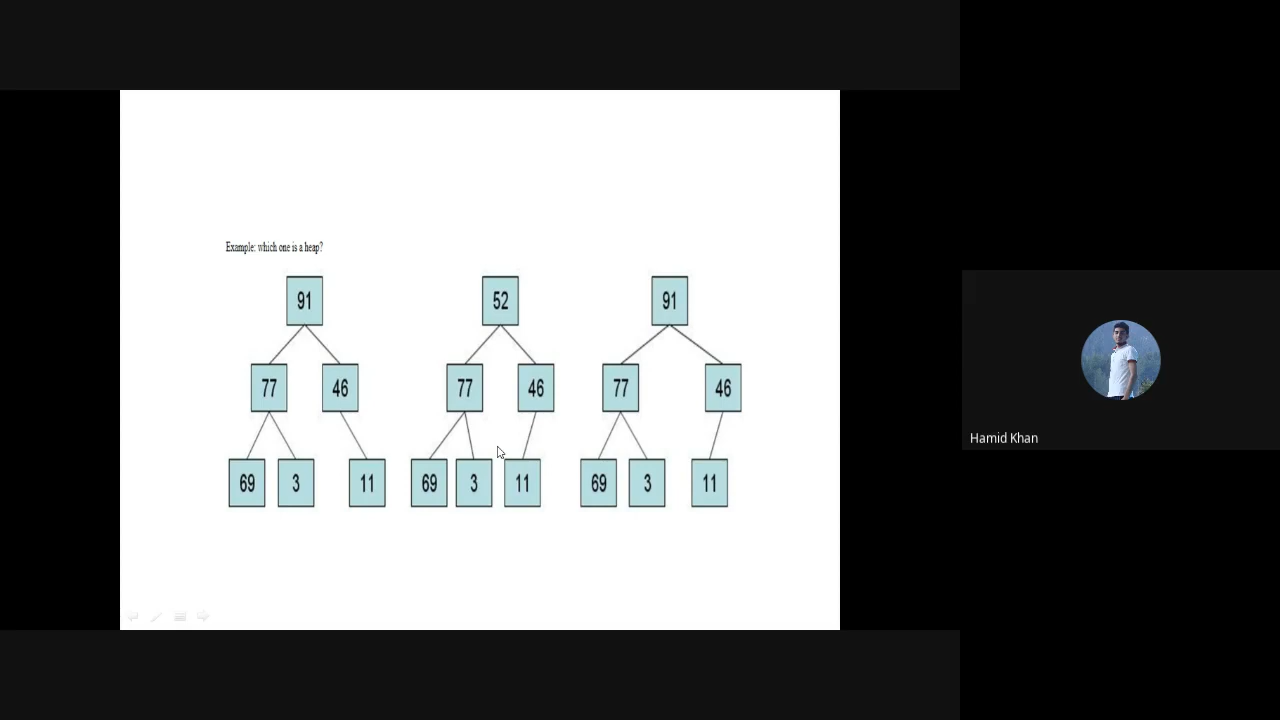 Example: which one is a heap?
91 52 91
77 46 77 46 77 46
69 3 11 69 3 11 69 3 11
Hamid Khan